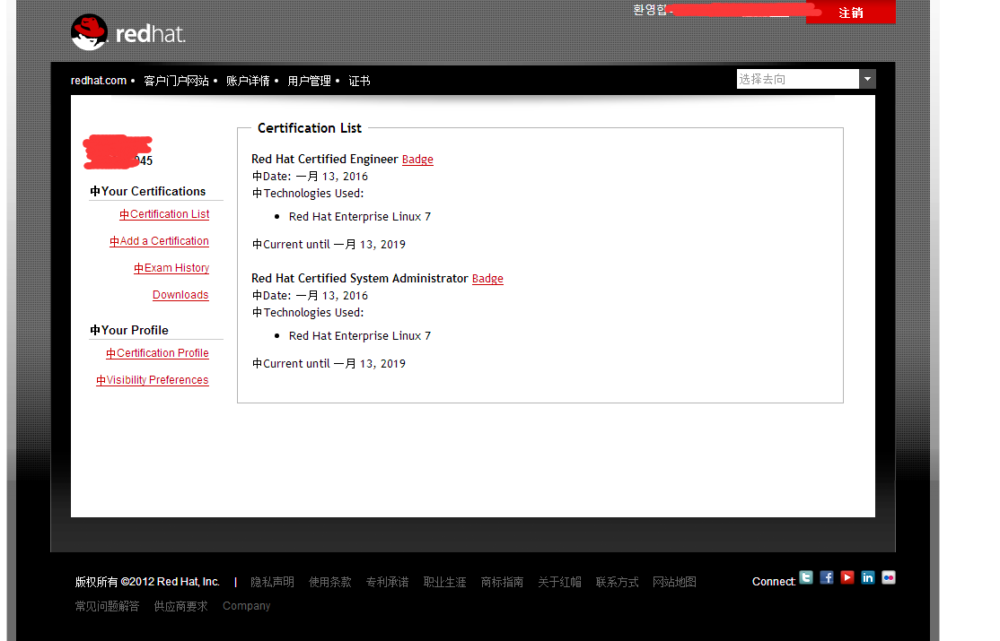 환영합
注销
redhat.
redhat.com • 客户门户网站 • 账户详情 • 用户管理 • 证书
选择去向
045
中Your Certifications
中Certification List
中Add a Certification
中Exam History
Downloads
中Your Profile
中Certification Profile
中Visibility Preferences
Certification List
Red Hat Certified Engineer Badge
中Date: 一月 13, 2016
中Technologies Used:
• Red Hat Enterprise Linux 7
中Current until 一月 13, 2019
Red Hat Certified System Administrator Badge
中Date: 一月 13, 2016
中Technologies Used:
• Red Hat Enterprise Linux 7
中Current until 一月 13, 2019
版权所有 ©2012 Red Hat, Inc. | 隐私声明 使用条款 专利承诺 职业生涯 商标指南 关于红帽 联系方式 网站地图
常见问题解答 供应商要求 Company
Connect: